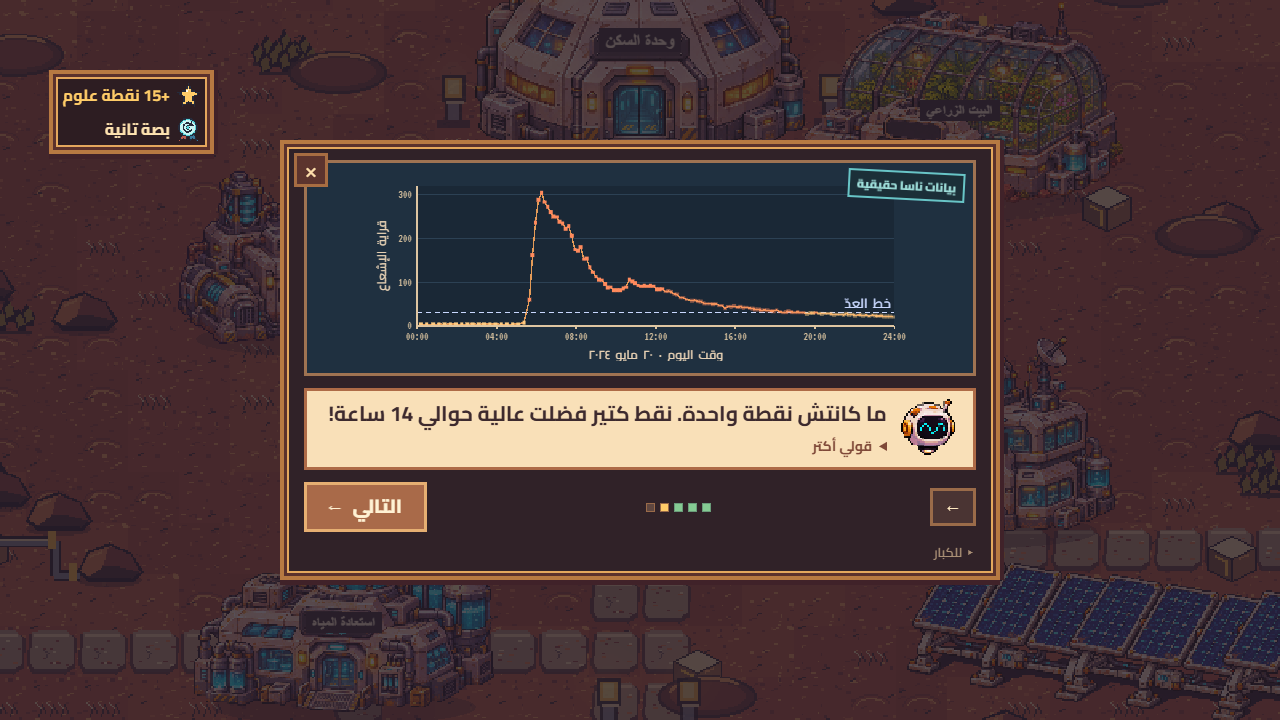 وحدة السكن
البيت الزراعي
+15 نقطة علوم
بصة تانية
×
بيانات ناسا حقيقية
قراية الإشعاع
300
200
100
0
خط العدّ
00:00 04:00 08:00 12:00 16:00 20:00 24:00
وقت اليوم · ٢٠ مايو ٢٠٢٤
ما كانتش نقطة واحدة. نقط كتير فضلت عالية حوالي 14 ساعة!
◄ قولي أكتر
←
التالي ←
‣ للكبار
استعادة المياه